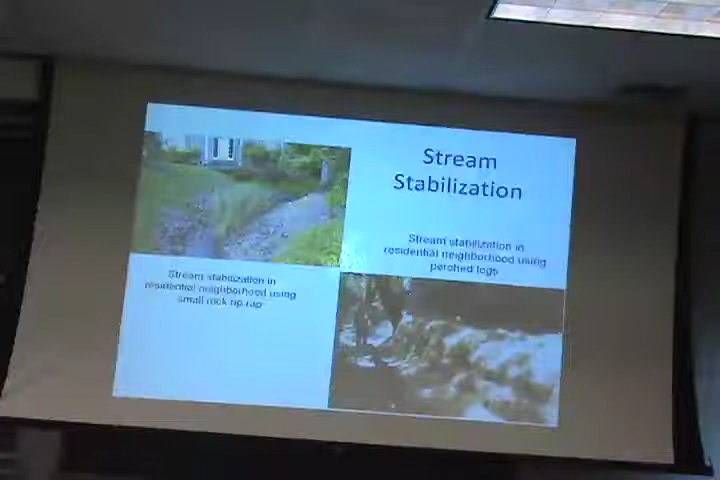 Stream
Stabilization
Stream stabilization in
residential neighborhood using
perched logs
Stream stabilization in
residential neighborhood using
small rock rip rap